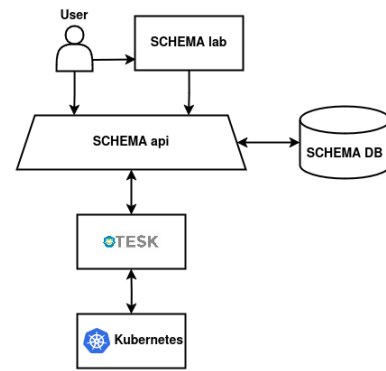 User
SCHEMA lab
SCHEMA api
SCHEMA DB
TESK
Kubernetes